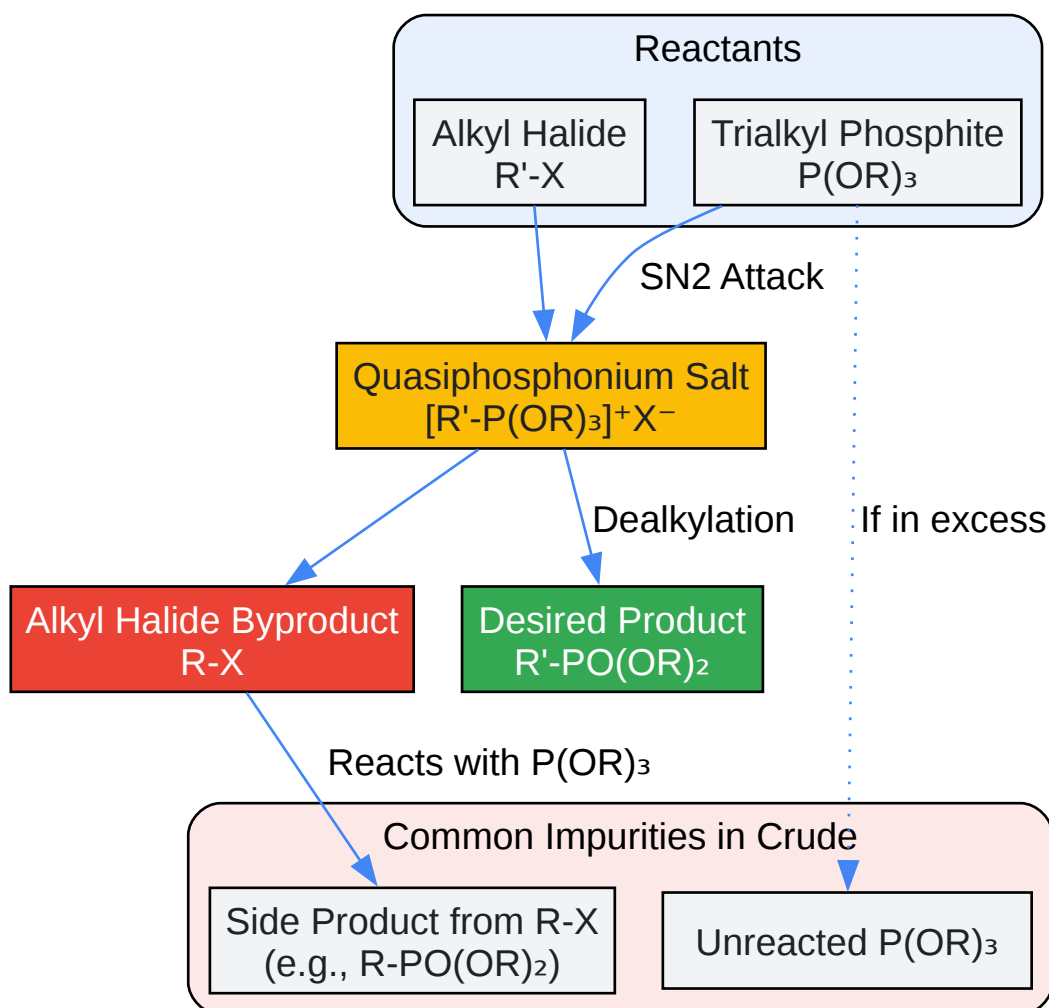 Reactants
Alkyl Halide
R'-X
Trialkyl Phosphite
P(OR)₃
SN2 Attack
Quasiphosphonium Salt
[R'-P(OR)₃]⁺X⁻
Dealkylation
If in excess
Alkyl Halide Byproduct
R-X
Desired Product
R'-PO(OR)₂
Reacts with P(OR)₃
Common Impurities in Crude
Side Product from R-X
(e.g., R-PO(OR)₂)
Unreacted P(OR)₃